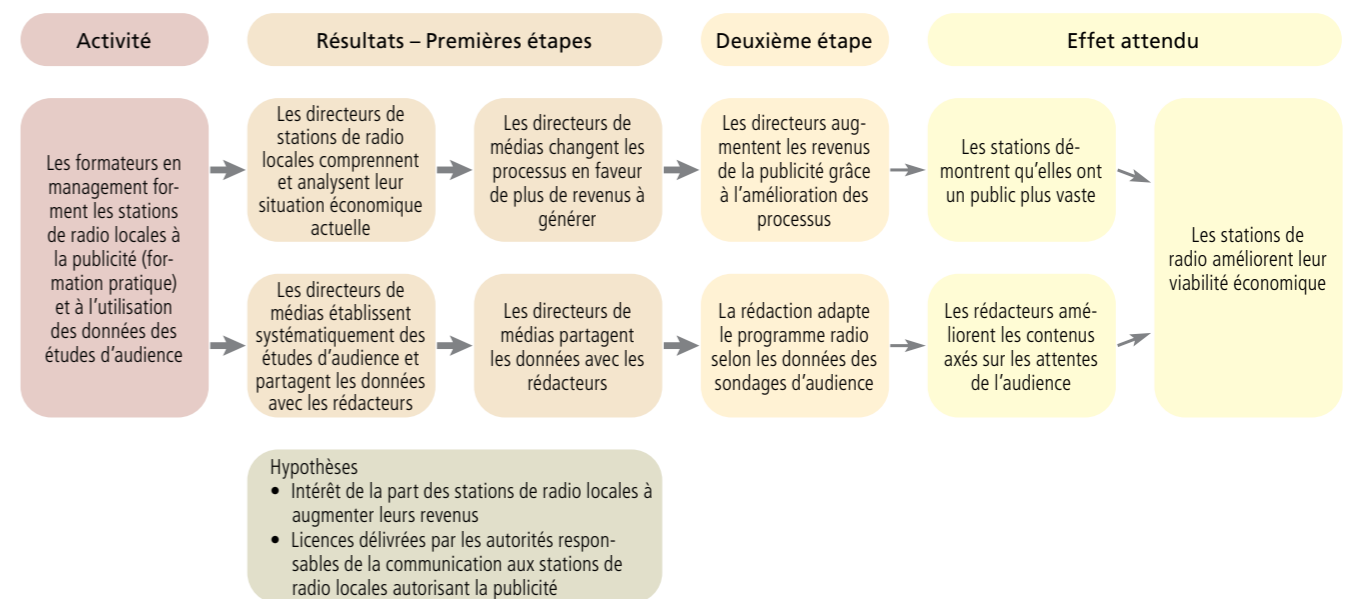 Activité
Résultats – Premières étapes
Deuxième étape
Effet attendu
Les formateurs en
management for-
ment les stations
de radio locales à
la publicité (for-
mation pratique)
et à l’utilisation
des données des
études d’audience
Les directeurs de
stations de radio
locales comprennent
et analysent leur
situation économique
actuelle
Les directeurs de
médias changent les
processus en faveur
de plus de revenus à
générer
Les directeurs aug-
mentent les revenus
de la publicité grâce
à l’amélioration des
processus
Les stations dé-
montrent qu’elles ont
un public plus vaste
Les directeurs de
médias établissent
systématiquement des
études d’audience et
partagent les données
avec les rédacteurs
Les directeurs de
médias partagent
les données avec les
rédacteurs
La rédaction adapte
le programme radio
selon les données des
sondages d’audience
Les rédacteurs amé-
liorent les contenus
axés sur les attentes
de l’audience
Les stations de
radio améliorent leur
viabilité économique
Hypothèses
• Intérêt de la part des stations de radio locales à
augmenter leurs revenus
• Licences délivrées par les autorités respon-
sables de la communication aux stations de
radio locales autorisant la publicité